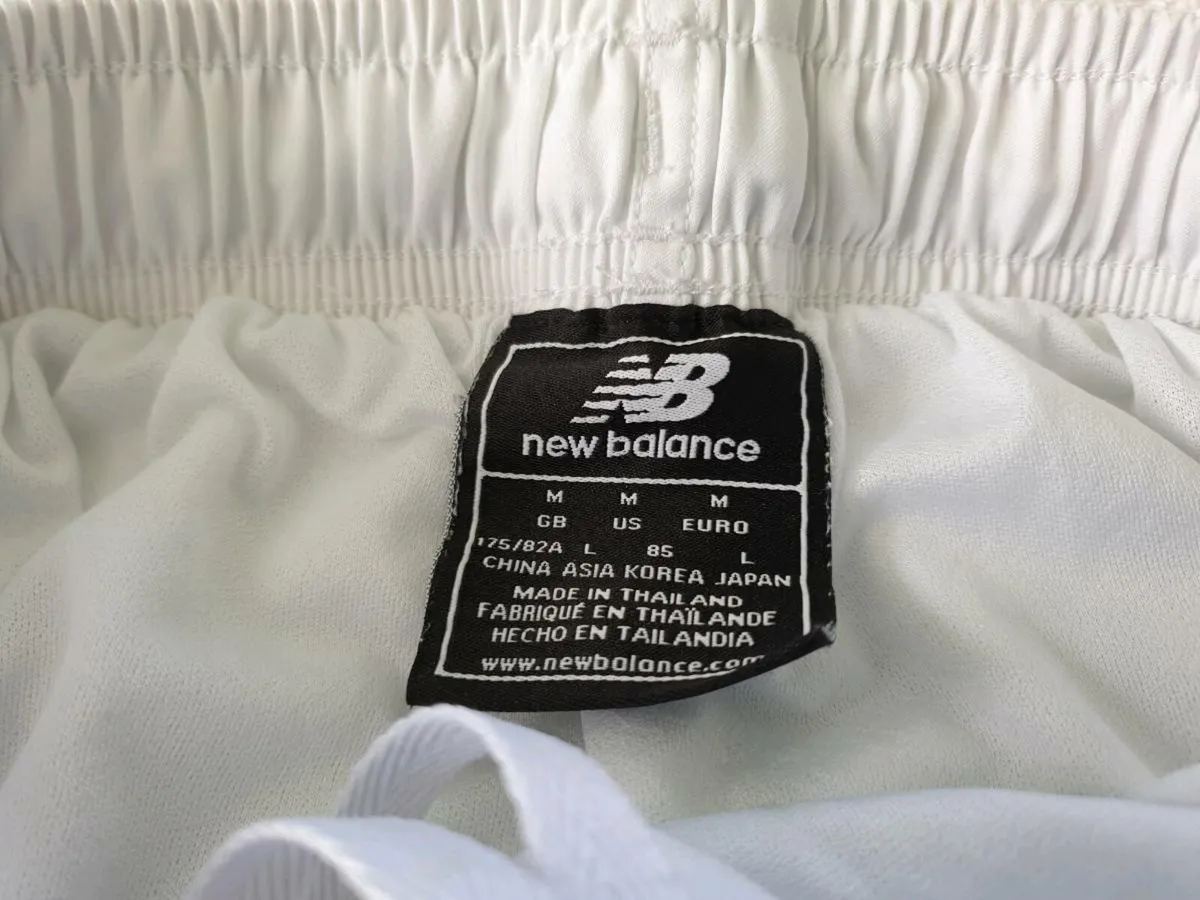 NB
new balance
M M M
GB US EURO
175/82A L 85 L
CHINA ASIA KOREA JAPAN
MADE IN THAILAND
FABRIQUÉ EN THAÏLANDE
HECHO EN TAILANDIA
www.newbalance.com